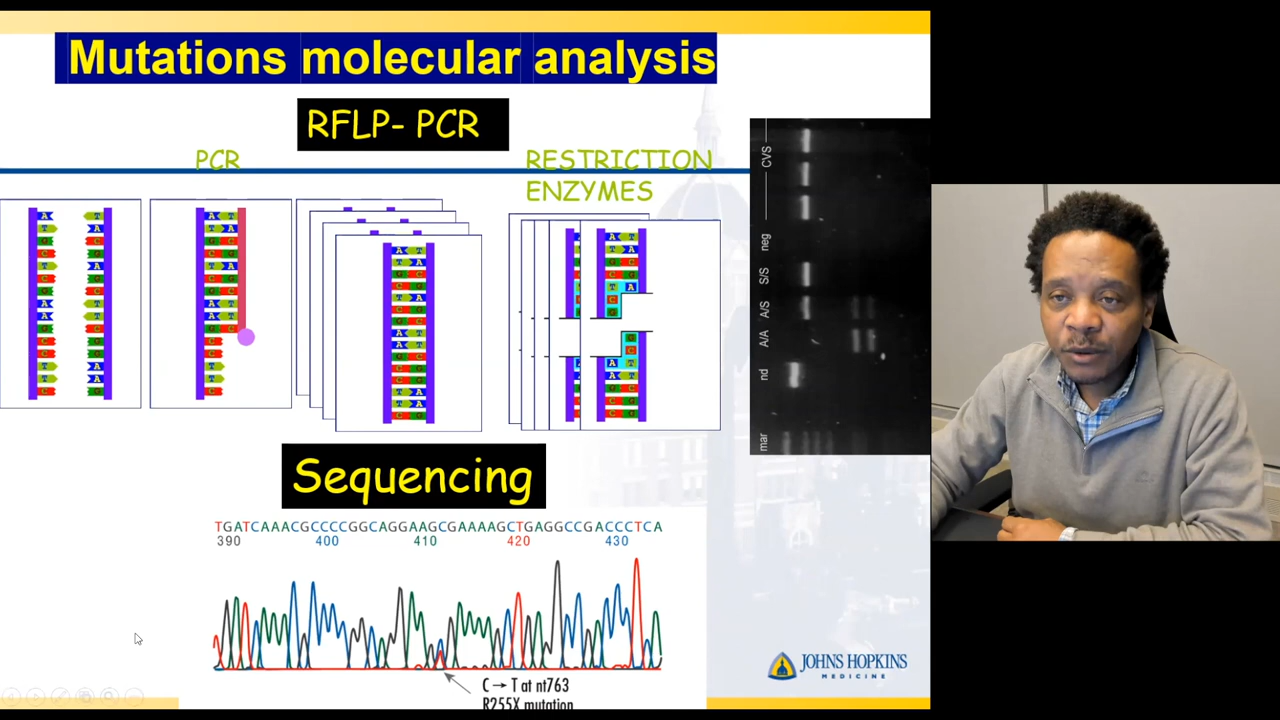 Mutations molecular analysis
RFLP- PCR
PCR
RESTRICTION
ENZYMES
CVS
neg
S/S
A/S
A/A
nd
mar
Sequencing
TGATCAAACGCCCCGGCAGGAAGCGAAAAGCTGAGGCCGACCCTCA
390 400 410 420 430
C → T at nt763
R255X mutation
JOHNS HOPKINS
MEDICINE